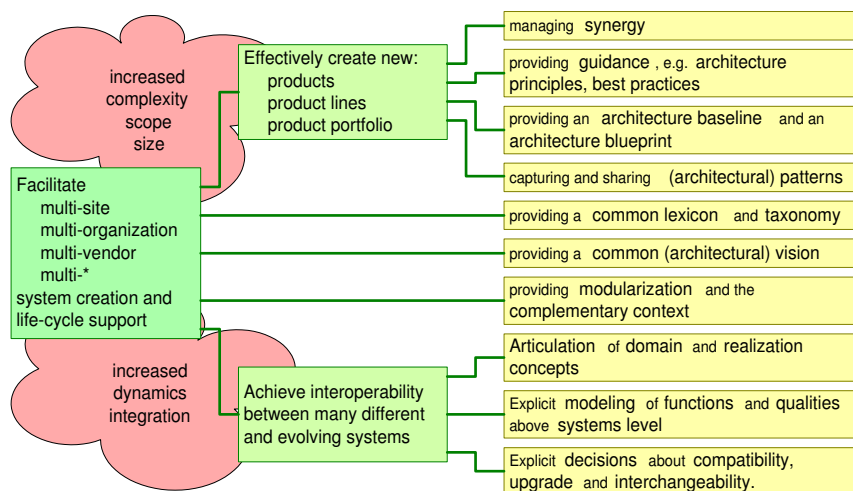 increased
complexity
scope
size
Effectively create new:
products
product lines
product portfolio
Facilitate
multi-site
multi-organization
multi-vendor
multi-*
system creation and
life-cycle support
increased
dynamics
integration
Achieve interoperability
between many different
and evolving systems
managing synergy
providing guidance , e.g. architecture
principles, best practices
providing an architecture baseline and an
architecture blueprint
capturing and sharing (architectural) patterns
providing a common lexicon and taxonomy
providing a common (architectural) vision
providing modularization and the
complementary context
Articulation of domain and realization
concepts
Explicit modeling of functions and qualities
above systems level
Explicit decisions about compatibility,
upgrade and interchangeability.